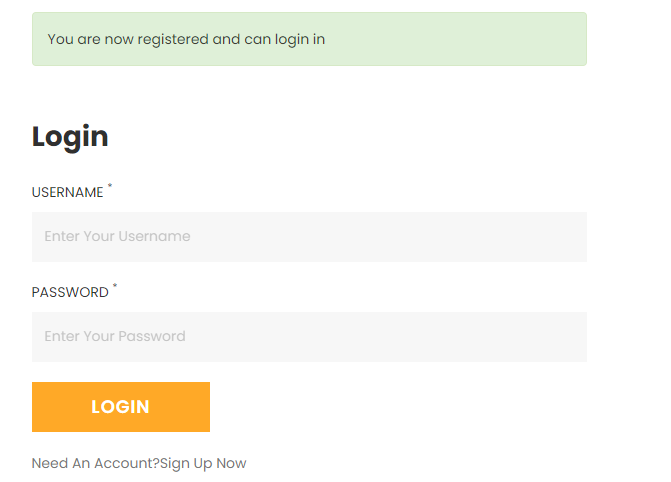 You are now registered and can login in
Login
USERNAME *
Enter Your Username
PASSWORD *
Enter Your Password
LOGIN
Need An Account?Sign Up Now